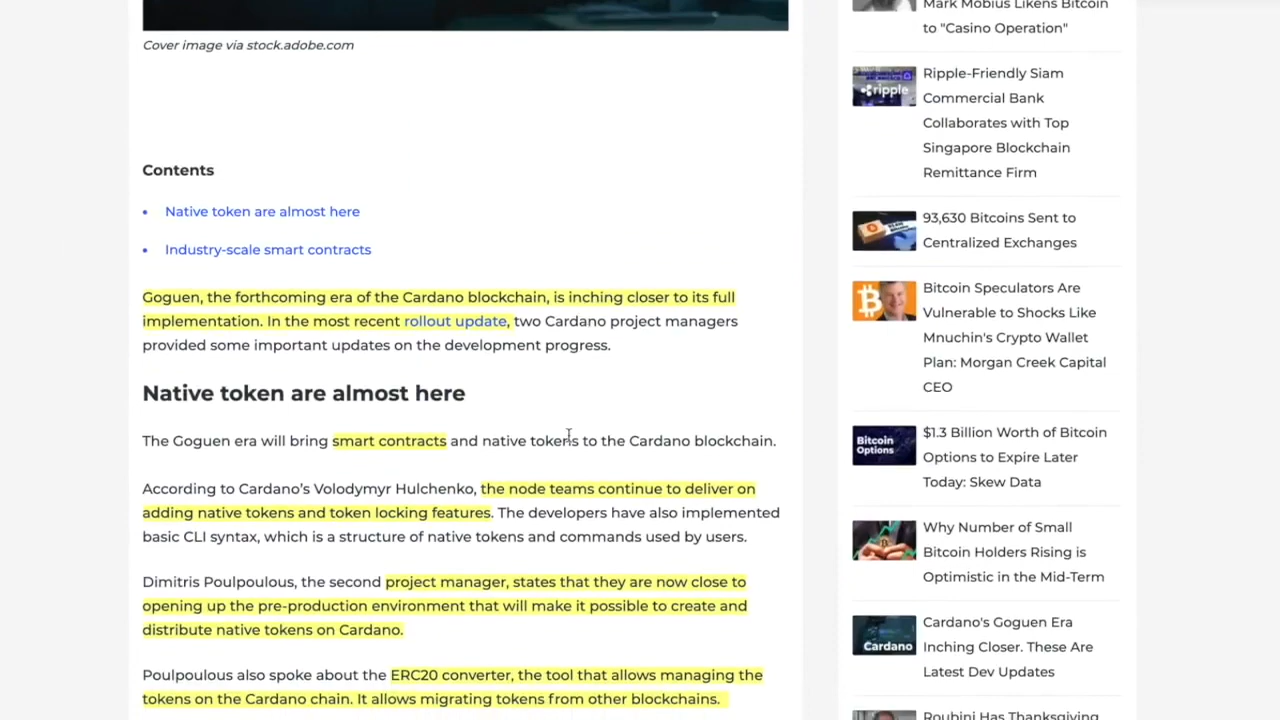 Cover image via stock.adobe.com
Contents
Native token are almost here
Industry-scale smart contracts
Goguen, the forthcoming era of the Cardano blockchain, is inching closer to its full
implementation. In the most recent rollout update, two Cardano project managers
provided some important updates on the development progress.
Native token are almost here
The Goguen era will bring smart contracts and native tokens to the Cardano blockchain.
According to Cardano's Volodymyr Hulchenko, the node teams continue to deliver on
adding native tokens and token locking features. The developers have also implemented
basic CLI syntax, which is a structure of native tokens and commands used by users.
Dimitris Poulpoulous, the second project manager, states that they are now close to
opening up the pre-production environment that will make it possible to create and
distribute native tokens on Cardano.
Poulpoulous also spoke about the ERC20 converter, the tool that allows managing the
tokens on the Cardano chain. It allows migrating tokens from other blockchains.
Mark Mobius Likens Bitcoin
to "Casino Operation"
ripple
Ripple-Friendly Siam
Commercial Bank
Collaborates with Top
Singapore Blockchain
Remittance Firm
93,630 Bitcoins Sent to
Centralized Exchanges
Bitcoin Speculators Are
Vulnerable to Shocks Like
Mnuchin's Crypto Wallet
Plan: Morgan Creek Capital
CEO
Bitcoin
Options
$1.3 Billion Worth of Bitcoin
Options to Expire Later
Today: Skew Data
Why Number of Small
Bitcoin Holders Rising is
Optimistic in the Mid-Term
Cardano
Cardano's Goguen Era
Inching Closer. These Are
Latest Dev Updates
Roubini Has Thanksgiving